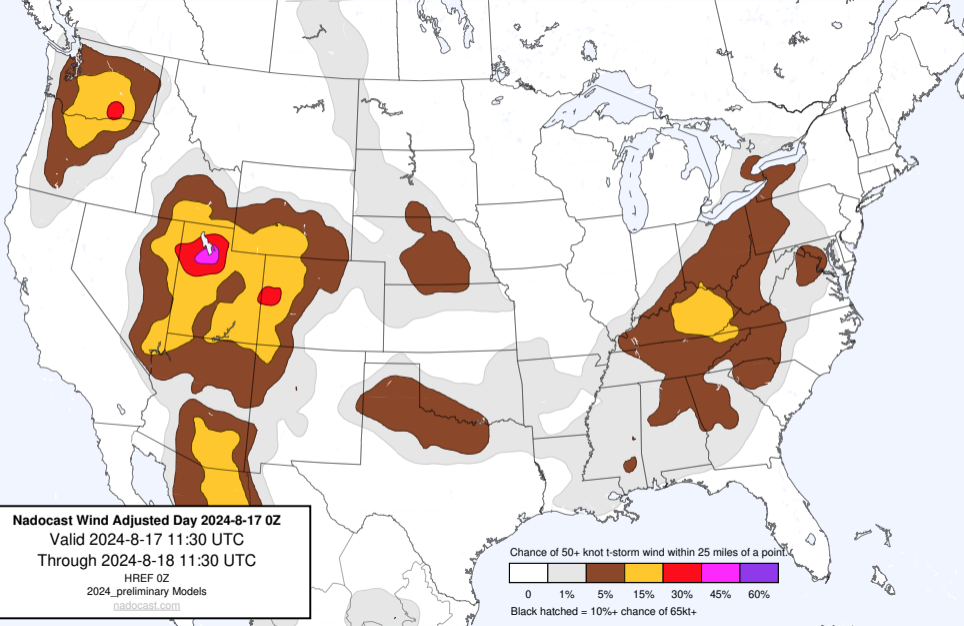 Nadocast Wind Adjusted Day 2024-8-17 0Z
Valid 2024-8-17 11:30 UTC
Through 2024-8-18 11:30 UTC
HREF 0Z
2024_preliminary Models
nadocast.com
Chance of 50+ knot t-storm wind within 25 miles of a point.
0 1% 5% 15% 30% 45% 60%
Black hatched = 10%+ chance of 65kt+